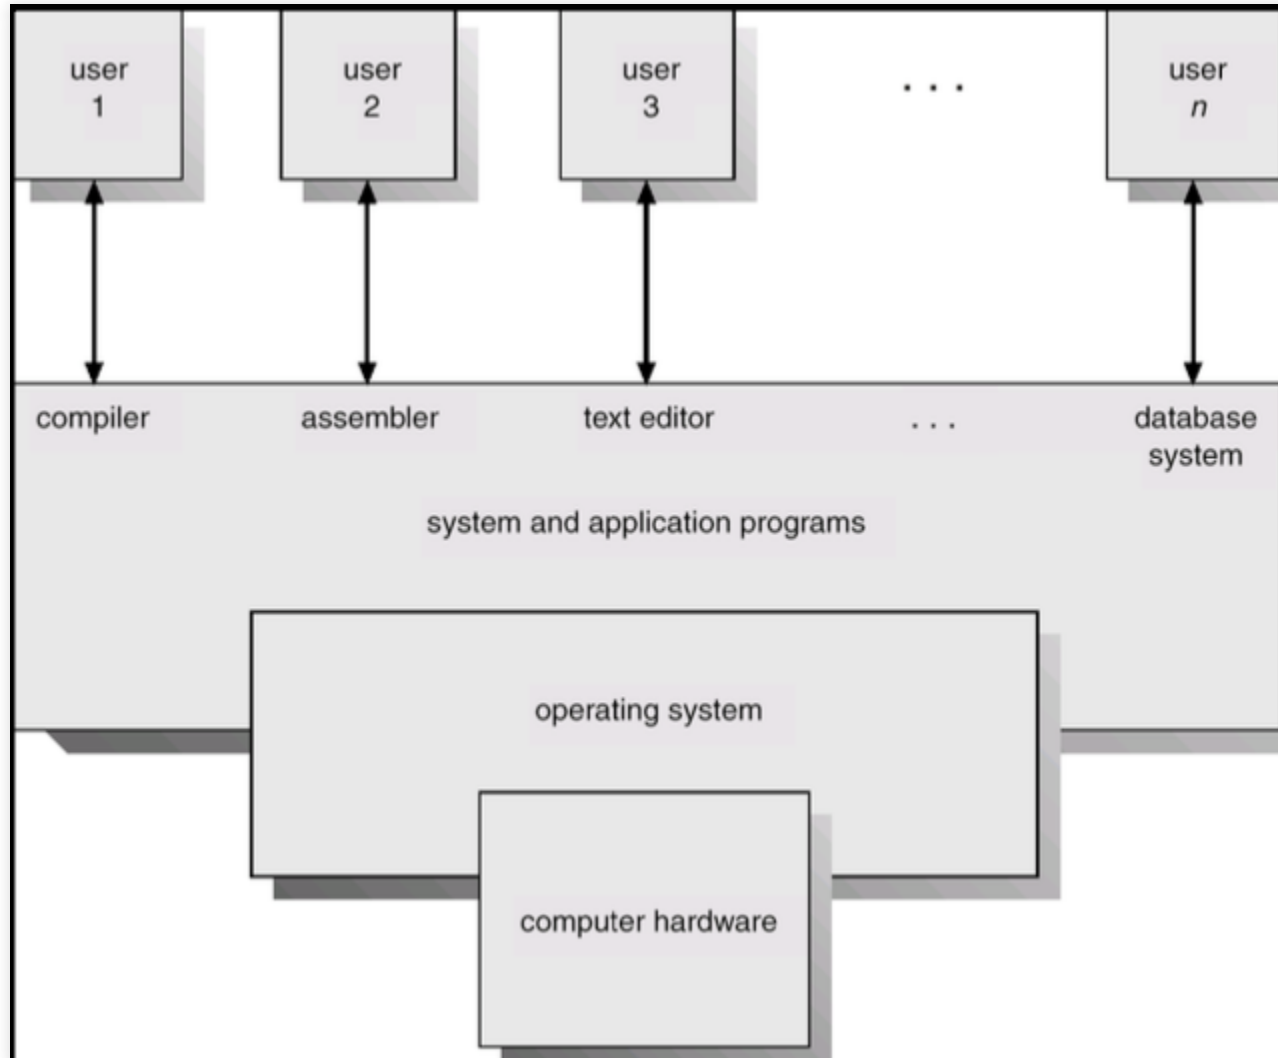 user
1
user
2
user
3
. . .
user
n
compiler
assembler
text editor
. . .
database
system
system and application programs
operating system
computer hardware